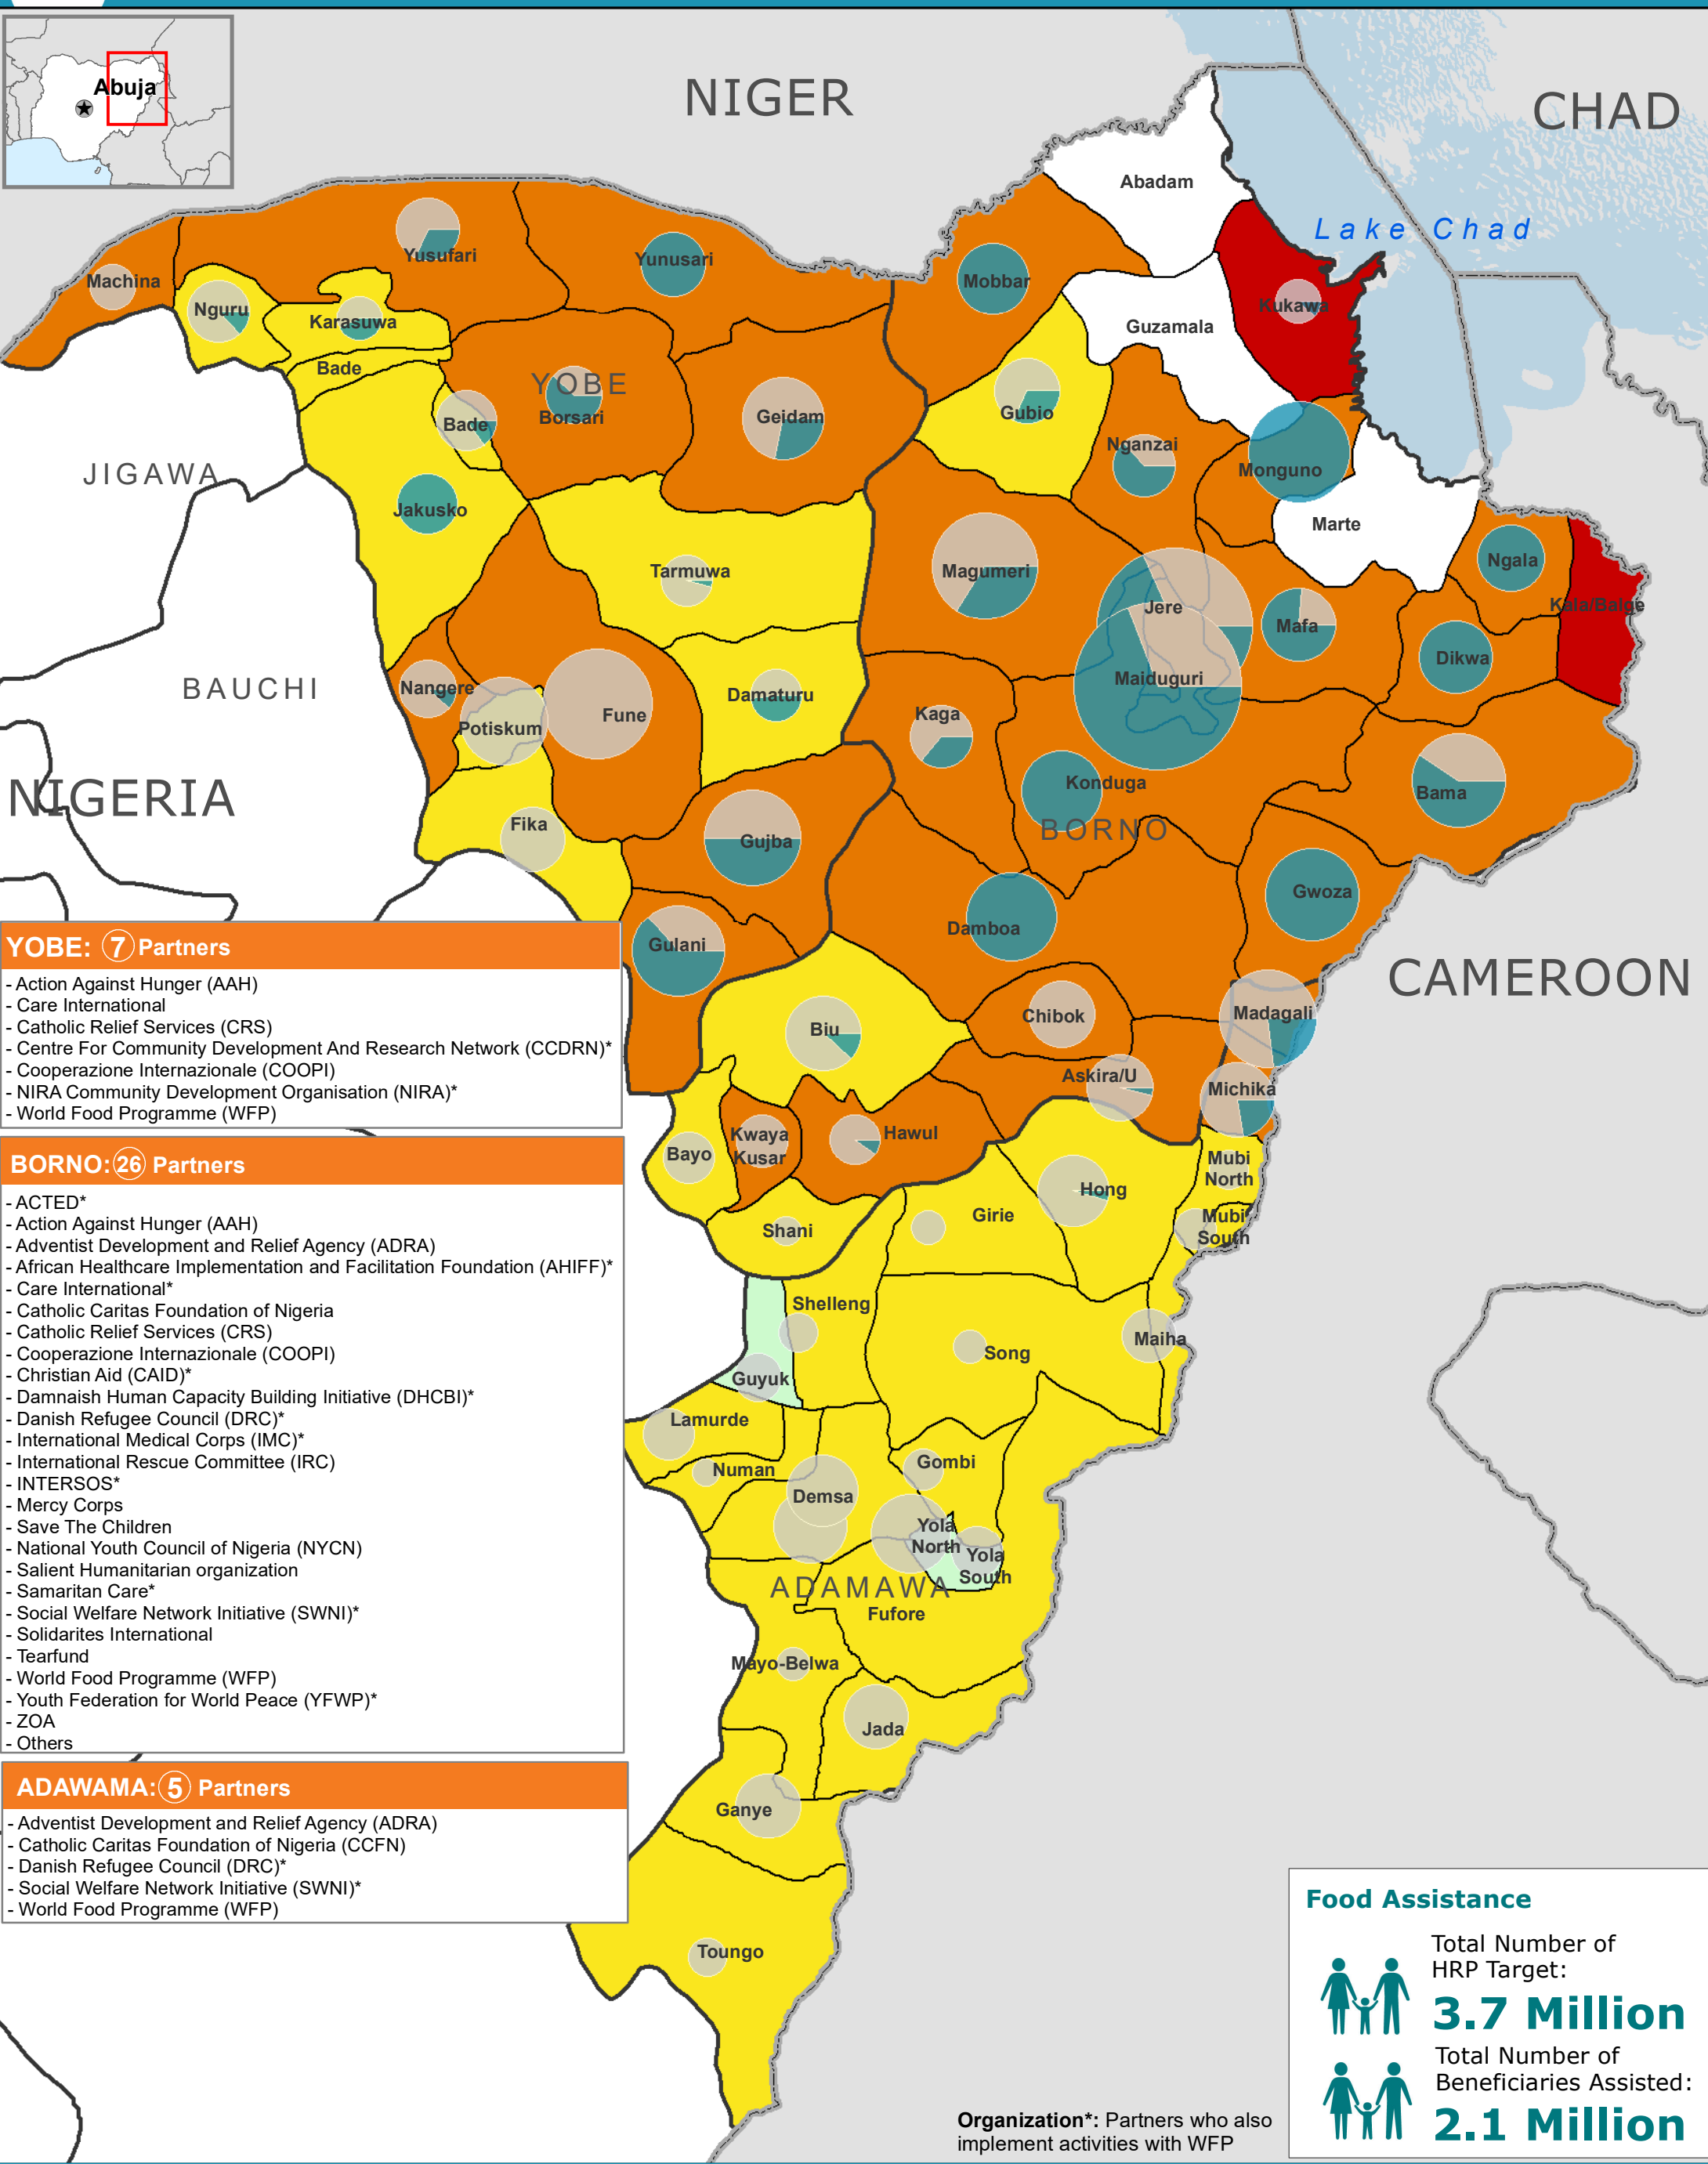 Abuja
NIGER
CHAD
Abadam
Lake Chad
Yusufari
Yunusari
Machina
Mobbar
Nguru
Karasuwa
Kukawa
Guzamala
Bade
YOBE
Borsari
Geidam
Gubio
Bade
JIGAWA
Nganzai
Monguno
Jakusko
Marte
Tarmuwa
Magumeri
Ngala
Jere
Kala/Balge
Mafa
Dikwa
BAUCHI
Nangere
Damaturu
Maiduguri
Potiskum
Fune
Kaga
NIGERIA
Konduga
Bama
Fika
Gujba
BORNO
Gwoza
Gulani
Damboa
CAMEROON
Biu
Chibok
Madagali
Askira/U
Michika
Kwaya
Kusar
Hawul
Bayo
Mubi
North
Hong
Shani
Girie
Mubi
South
Shelleng
Maiha
Song
Guyuk
Lamurde
Numan
Gombi
Demsa
Yola
North
Yola
South
ADAMAWA
Fufore
Mayo-Belwa
Jada
Ganye
Toungo
YOBE: 7 Partners
- Action Against Hunger (AAH)
- Care International
- Catholic Relief Services (CRS)
- Centre For Community Development And Research Network (CCDRN)*
- Cooperazione Internazionale (COOPI)
- NIRA Community Development Organisation (NIRA)*
- World Food Programme (WFP)
BORNO: 26 Partners
- ACTED*
- Action Against Hunger (AAH)
- Adventist Development and Relief Agency (ADRA)
- African Healthcare Implementation and Facilitation Foundation (AHIFF)*
- Care International*
- Catholic Caritas Foundation of Nigeria
- Catholic Relief Services (CRS)
- Cooperazione Internazionale (COOPI)
- Christian Aid (CAID)*
- Damnaish Human Capacity Building Initiative (DHCBI)*
- Danish Refugee Council (DRC)*
- International Medical Corps (IMC)*
- International Rescue Committee (IRC)
- INTERSOS*
- Mercy Corps
- Save The Children
- National Youth Council of Nigeria (NYCN)
- Salient Humanitarian organization
- Samaritan Care*
- Social Welfare Network Initiative (SWNI)*
- Solidarites International
- Tearfund
- World Food Programme (WFP)
- Youth Federation for World Peace (YFWP)*
- ZOA
- Others
ADAWAMA: 5 Partners
- Adventist Development and Relief Agency (ADRA)
- Catholic Caritas Foundation of Nigeria (CCFN)
- Danish Refugee Council (DRC)*
- Social Welfare Network Initiative (SWNI)*
- World Food Programme (WFP)
Organization*: Partners who also
implement activities with WFP
Food Assistance
Total Number of
HRP Target:
3.7 Million
Total Number of
Beneficiaries Assisted:
2.1 Million